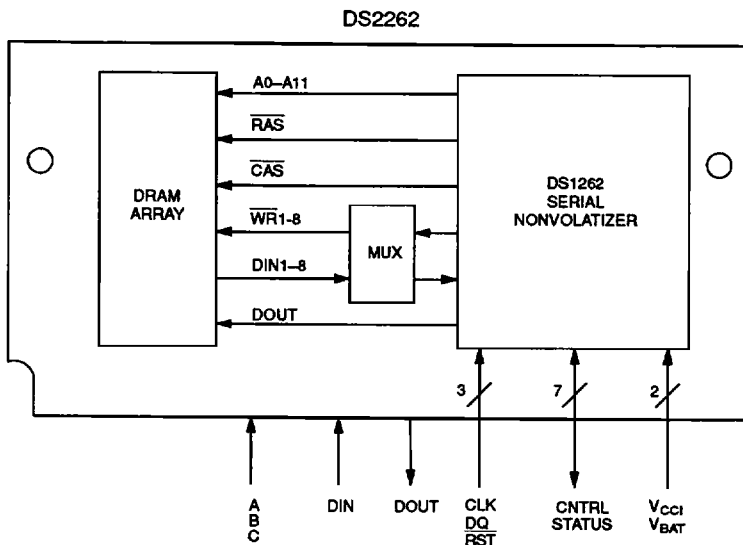 DS2262
A0–A11
RAS
CAS
WR1-8
DIN1–8
DOUT
DRAM
ARRAY
MUX
DS1262
SERIAL
NONVOLATIZER
3
7
2
A
B
C
DIN
DOUT
CLK
DQ
RST
CNTRL
STATUS
VCCI
VBAT